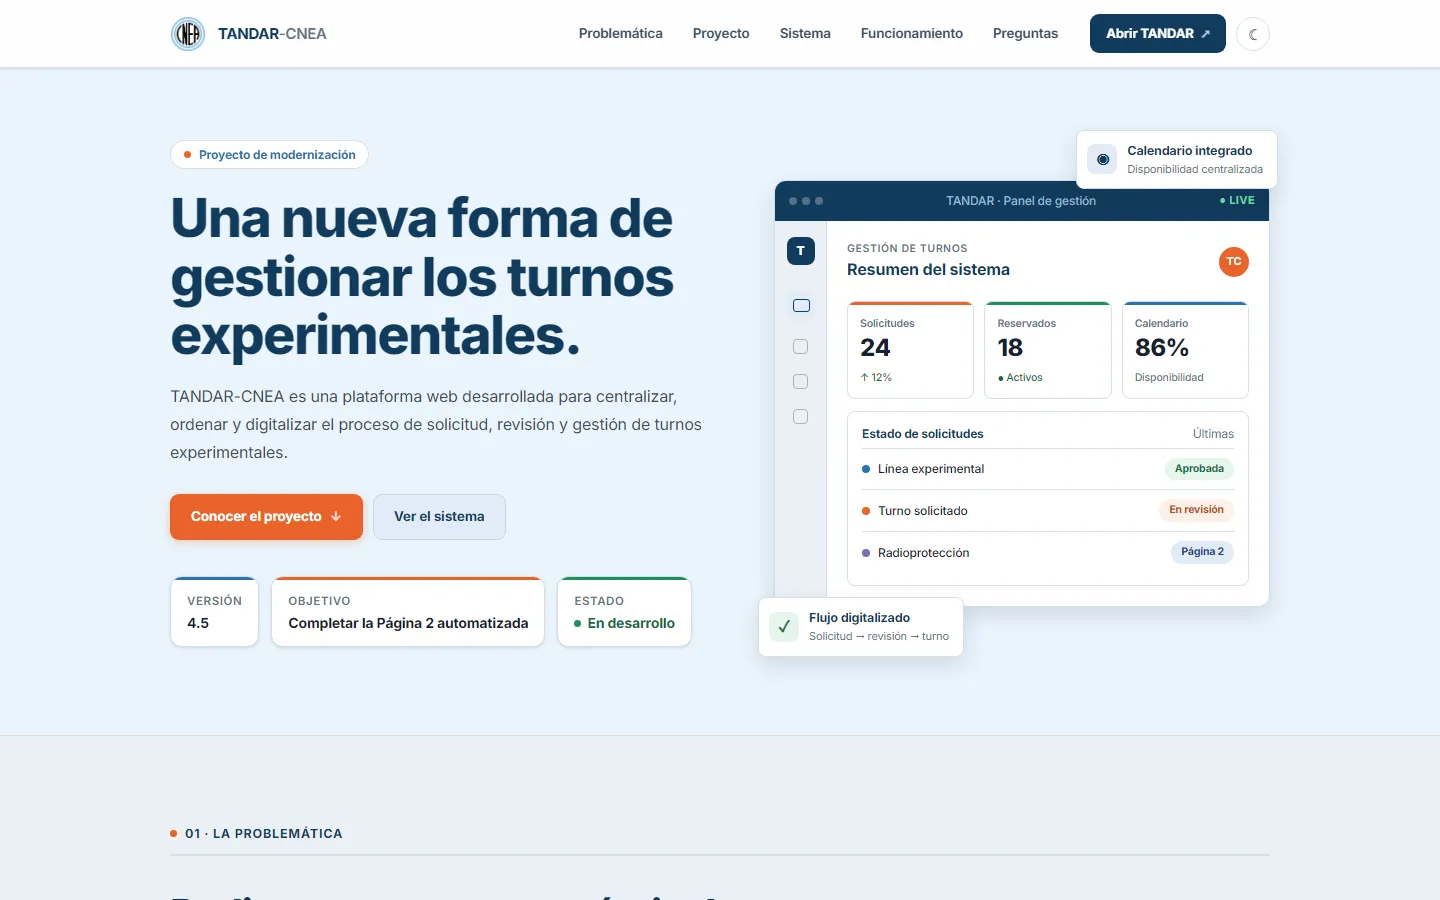 CNEA
TANDAR-CNEA
Problemática
Proyecto
Sistema
Funcionamiento
Preguntas
Abrir TANDAR ↗
Proyecto de modernización
Una nueva forma de
gestionar los turnos
experimentales.
TANDAR-CNEA es una plataforma web desarrollada para centralizar,
ordenar y digitalizar el proceso de solicitud, revisión y gestión de turnos
experimentales.
Conocer el proyecto ↓
Ver el sistema
VERSIÓN
4.5
OBJETIVO
Completar la Página 2 automatizada
ESTADO
En desarrollo
Calendario integrado
Disponibilidad centralizada
TANDAR · Panel de gestión
● LIVE
T
GESTIÓN DE TURNOS
Resumen del sistema
TC
Solicitudes
24
↑ 12%
Reservados
18
● Activos
Calendario
86%
Disponibilidad
Estado de solicitudes
Últimas
Línea experimental
Aprobada
Turno solicitado
En revisión
Radioprotección
Página 2
✓
Flujo digitalizado
Solicitud → revisión → turno
01 · LA PROBLEMÁTICA